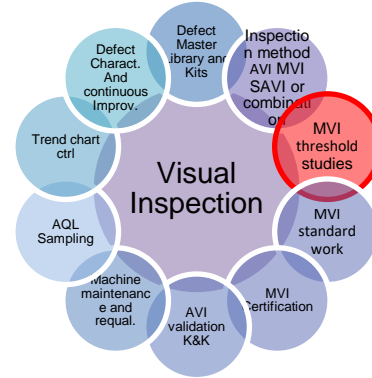 Defect
Master
Library and
Kits
Inspectio
n method
AVI MVI
SAVI or
combinati
on
MVI
threshold
studies
MVI
standard
work
MVI
Certification
AVI
validation
K&K
Machine
maintenanc
e and
requal.
AQL
Sampling
Trend chart
ctrl
Defect
Charact.
And
continuous
Improv.
Visual
Inspection